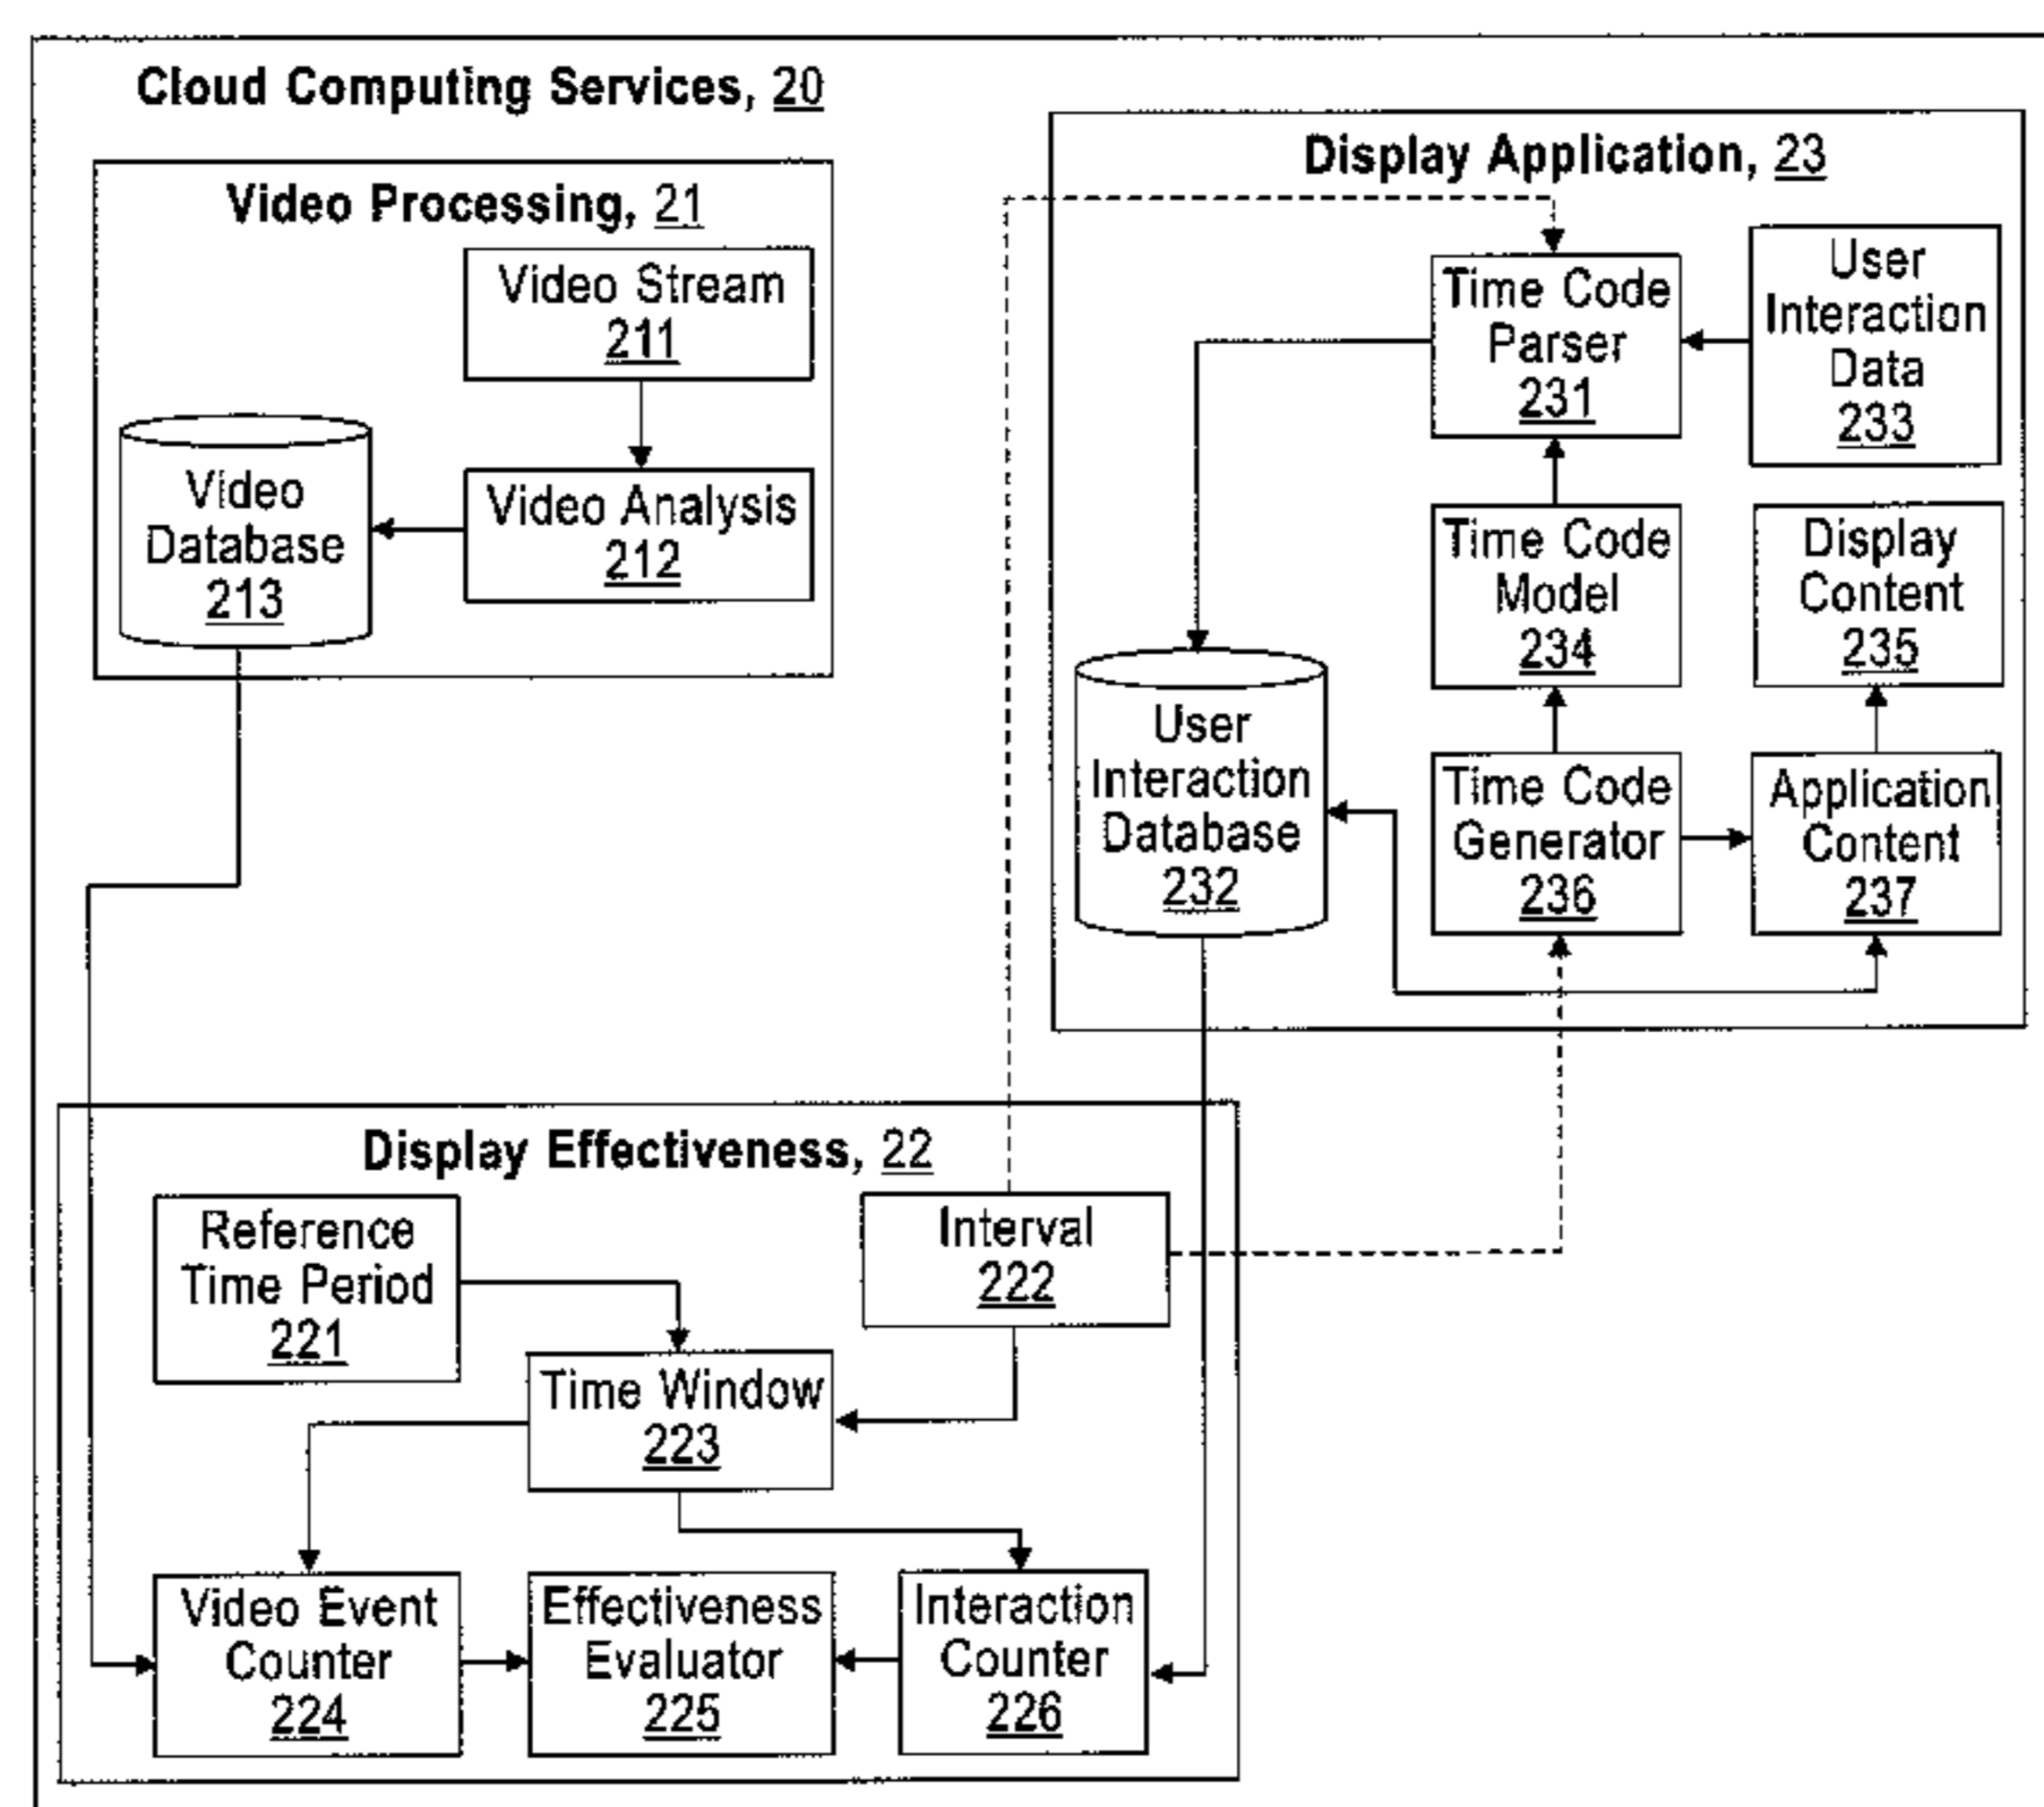 Cloud Computing Services, 20
Video Processing, 21
Video Stream
211
Video Analysis
212
Video
Database
213
Display Application, 23
Time Code
Parser
231
User
Interaction
Data
233
Time Code
Model
234
Display
Content
235
User
Interaction
Database
232
Time Code
Generator
236
Application
Content
237
Display Effectiveness, 22
Reference
Time Period
221
Interval
222
Time Window
223
Video Event
Counter
224
Effectiveness
Evaluator
225
Interaction
Counter
226